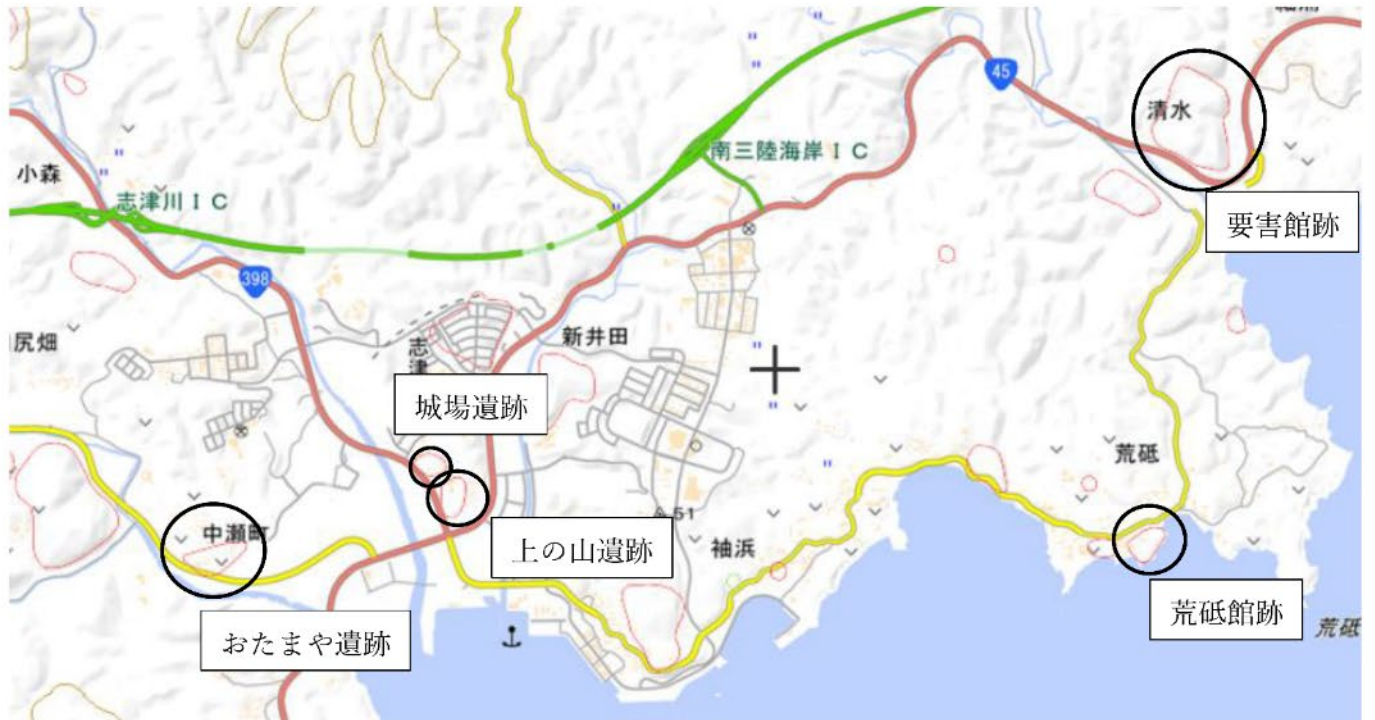 45
清水
南三陸海岸IC
小森
志津川IC
要害館跡
398
新井田
尻畑
志津
城場遺跡
荒砥
51
中瀬町
上の山遺跡
袖浜
荒砥館跡
おたまや遺跡
荒砥